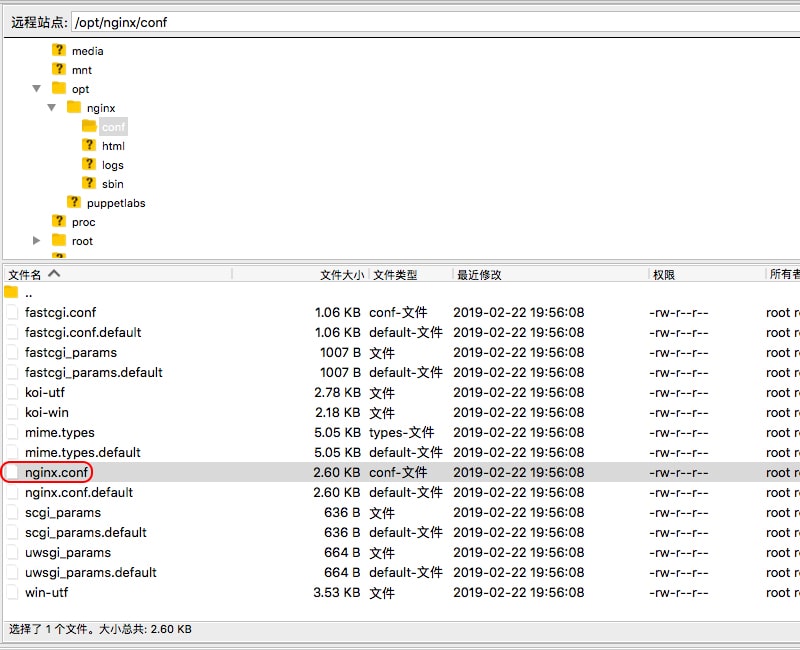 远程站点: /opt/nginx/conf
? media
? mnt
opt
nginx
conf
? html
? logs
? sbin
? puppetlabs
? proc
root
?
文件名 文件大小 文件类型 最近修改 权限 所有者
..
fastcgi.conf 1.06 KB conf-文件 2019-02-22 19:56:08 -rw-r--r-- root
fastcgi.conf.default 1.06 KB default-文件 2019-02-22 19:56:08 -rw-r--r-- root
fastcgi_params 1007 B 文件 2019-02-22 19:56:08 -rw-r--r-- root
fastcgi_params.default 1007 B default-文件 2019-02-22 19:56:08 -rw-r--r-- root
koi-utf 2.78 KB 文件 2019-02-22 19:56:08 -rw-r--r-- root
koi-win 2.18 KB 文件 2019-02-22 19:56:08 -rw-r--r-- root
mime.types 5.05 KB types-文件 2019-02-22 19:56:08 -rw-r--r-- root
mime.types.default 5.05 KB default-文件 2019-02-22 19:56:08 -rw-r--r-- root
nginx.conf 2.60 KB conf-文件 2019-02-22 19:56:08 -rw-r--r-- root
nginx.conf.default 2.60 KB default-文件 2019-02-22 19:56:08 -rw-r--r-- root
scgi_params 636 B 文件 2019-02-22 19:56:08 -rw-r--r-- root
scgi_params.default 636 B default-文件 2019-02-22 19:56:08 -rw-r--r-- root
uwsgi_params 664 B 文件 2019-02-22 19:56:08 -rw-r--r-- root
uwsgi_params.default 664 B default-文件 2019-02-22 19:56:08 -rw-r--r-- root
win-utf 3.53 KB 文件 2019-02-22 19:56:08 -rw-r--r-- root
选择了 1 个文件。大小总共: 2.60 KB